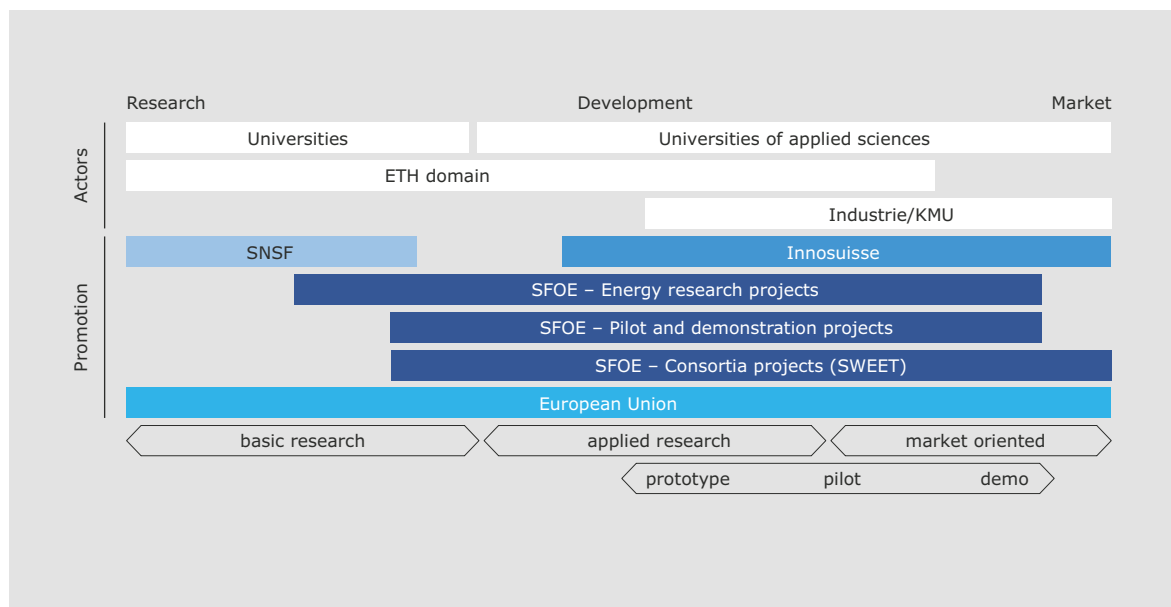 Research Development Market
Actors
Universities Universities of applied sciences
ETH domain
Industrie/KMU
Promotion
SNSF Innosuisse
SFOE – Energy research projects
SFOE – Pilot and demonstration projects
SFOE – Consortia projects (SWEET)
European Union
basic research applied research market oriented
prototype pilot demo